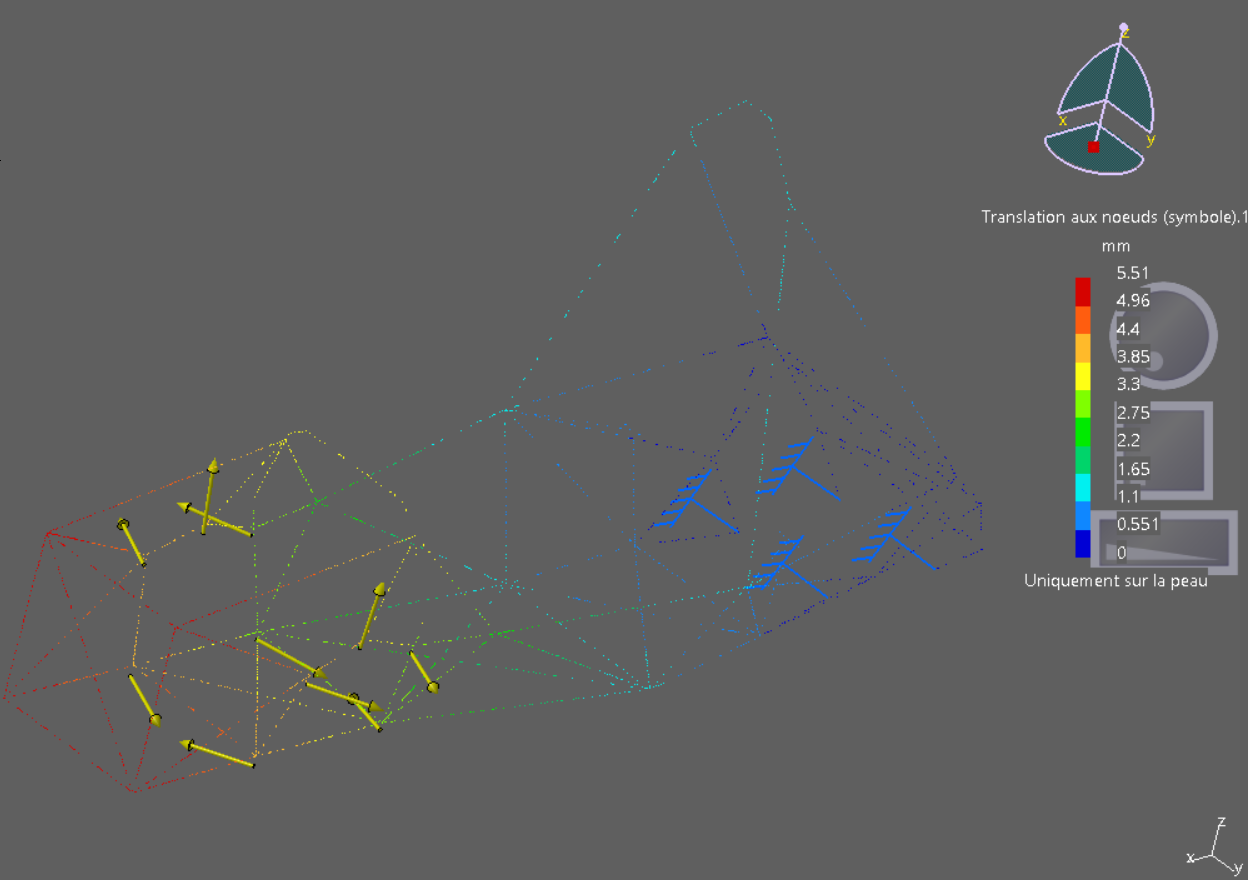 z
x
y
Translation aux noeuds (symbole).1
mm
5.51
4.96
4.4
3.85
3.3
2.75
2.2
1.65
1.1
0.551
0
Uniquement sur la peau
z
x
y